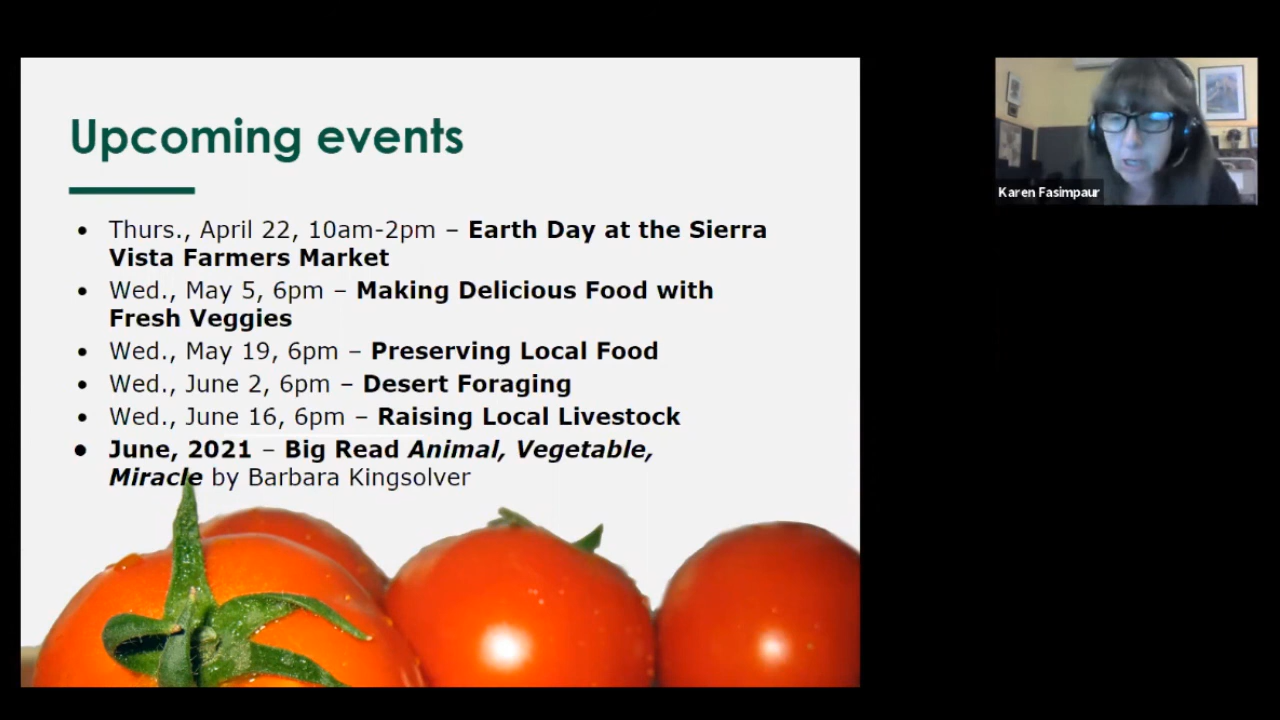 Upcoming events
• Thurs., April 22, 10am-2pm – Earth Day at the Sierra
Vista Farmers Market
• Wed., May 5, 6pm – Making Delicious Food with
Fresh Veggies
• Wed., May 19, 6pm – Preserving Local Food
• Wed., June 2, 6pm – Desert Foraging
• Wed., June 16, 6pm – Raising Local Livestock
• June, 2021 – Big Read Animal, Vegetable,
Miracle by Barbara Kingsolver
Karen Fasimpaur